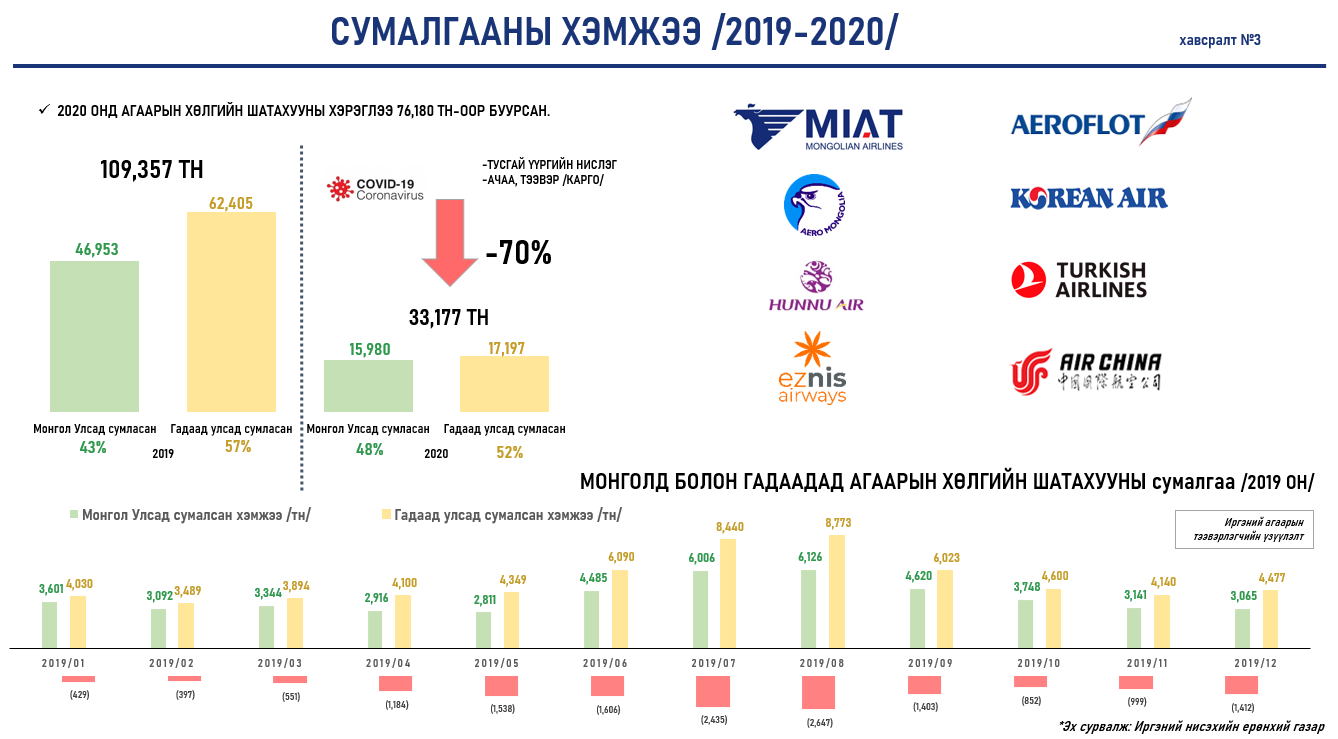 СУМАЛГААНЫ ХЭМЖЭЭ /2019-2020/
хавсралт №3
✓ 2020 ОНД АГААРЫН ХӨЛГИЙН ШАТАХУУНЫ ХЭРЭГЛЭЭ 76,180 ТН-ООР БУУРСАН.
109,357 ТН
62,405
46,953
Монгол Улсад сумласан
Гадаад улсад сумласан
43%
2019
57%
COVID-19
Coronavirus
-ТУСГАЙ ҮҮРГИЙН НИСЛЭГ
-АЧАА, ТЭЭВЭР /КАРГО/
-70%
33,177 ТН
15,980
17,197
Монгол Улсад сумласан
Гадаад улсад сумласан
48%
2020
52%
MIAT
MONGOLIAN AIRLINES
AEROFLOT
AERO MONGOLIA
KOREAN AIR
HUNNU AIR
TURKISH
AIRLINES
eznis
airways
AIR CHINA
中国国际航空公司
МОНГОЛД БОЛОН ГАДААДАД АГААРЫН ХӨЛГИЙН ШАТАХУУНЫ сумалгаа /2019 ОН/
Монгол Улсад сумалсан хэмжээ /тн/
Гадаад улсад сумалсан хэмжээ /тн/
Иргэний агаарын
тээвэрлэгчийн үзүүлэлт
3,601 4,030 3,092 3,489 3,344 3,894 2,916 4,100 2,811 4,349 4,485 6,090 6,006 8,440 6,126 8,773 4,620 6,023 3,748 4,600 3,141 4,140 3,065 4,477
2019/01 2019/02 2019/03 2019/04 2019/05 2019/06 2019/07 2019/08 2019/09 2019/10 2019/11 2019/12
(429) (397) (551) (1,184) (1,538) (1,606) (2,435) (2,647) (1,403) (852) (999) (1,412)
*Эх сурвалж: Иргэний нисэхийн ерөнхий газар